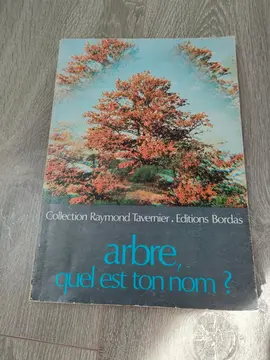 Collection Raymond Tavernier. Editions Bordas
arbre,
quel est ton nom ?